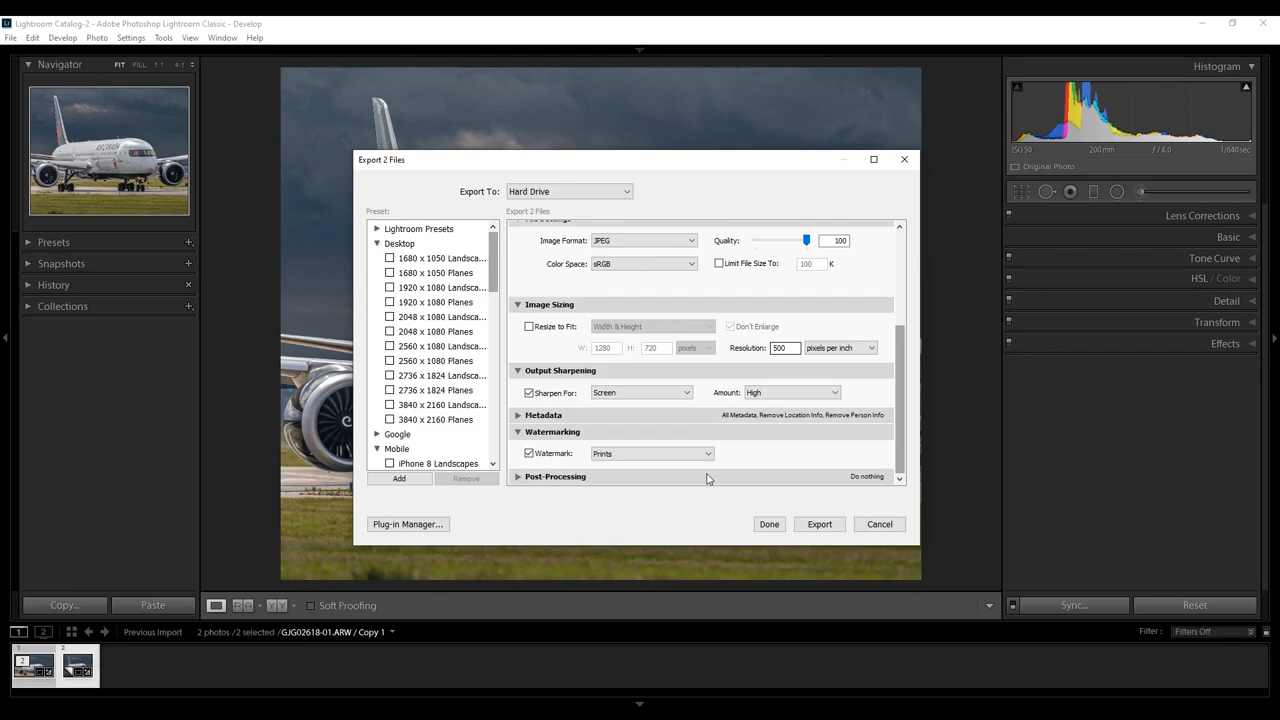 Lightroom Catalog-2 - Adobe Photoshop Lightroom Classic - Develop
File Edit Develop Photo Settings Tools View Window Help
Navigator FIT FILL 1:1 4:1
Histogram
AIR CANADA
ISO 50 200 mm ƒ / 4.0 1/640 sec
Original Photo
Presets
Snapshots
History
Collections
Lens Corrections
Basic
Tone Curve
HSL / Color
Detail
Transform
Effects
Export 2 Files
Export To: Hard Drive
Preset:
Export 2 Files
Lightroom Presets
Desktop
1680 x 1050 Landsca...
1680 x 1050 Planes
1920 x 1080 Landsca...
1920 x 1080 Planes
2048 x 1080 Landsca...
2048 x 1080 Planes
2560 x 1080 Landsca...
2560 x 1080 Planes
2736 x 1824 Landsca...
2736 x 1824 Planes
3840 x 2160 Landsca...
3840 x 2160 Planes
Google
Mobile
iPhone 8 Landscapes
Add Remove
Image Format: JPEG Quality: 100
Color Space: sRGB Limit File Size To: 100 K
Image Sizing
Resize to Fit: Width & Height Don't Enlarge
W: 1280 H: 720 pixels Resolution: 500 pixels per inch
Output Sharpening
Sharpen For: Screen Amount: High
Metadata All Metadata, Remove Location Info, Remove Person Info
Watermarking
Watermark: Prints
Post-Processing Do nothing
Plug-in Manager... Done Export Cancel
Copy... Paste
Soft Proofing
Sync... Reset
1 2 Previous Import 2 photos / 2 selected / GJG02618-01.ARW / Copy 1
Filter : Filters Off
1 2
2